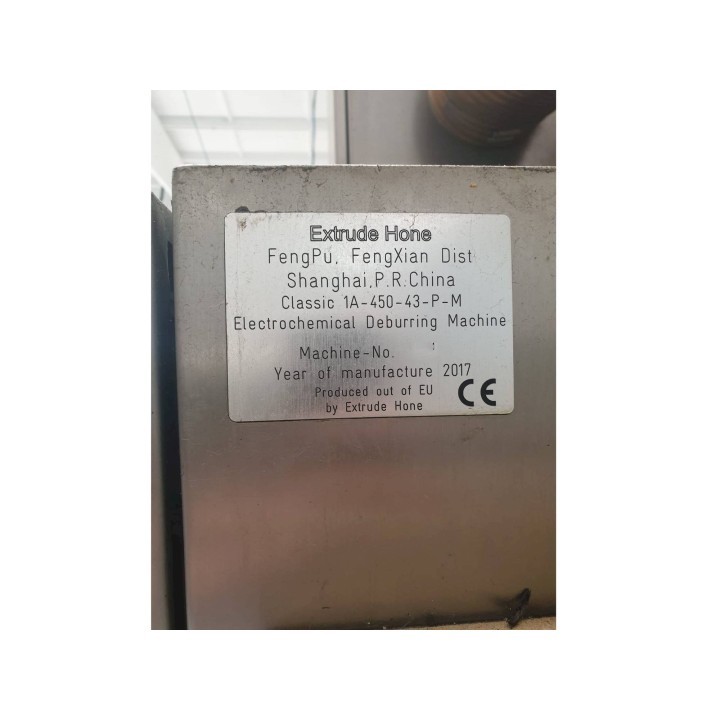 Extrude Hone
FengPu, FengXian Dist
Shanghai,P.R.China
Classic 1A-450-43-P-M
Electrochemical Deburring Machine
Machine-No.
Year of manufacture 2017
Produced out of EU
by Extrude Hone
CE